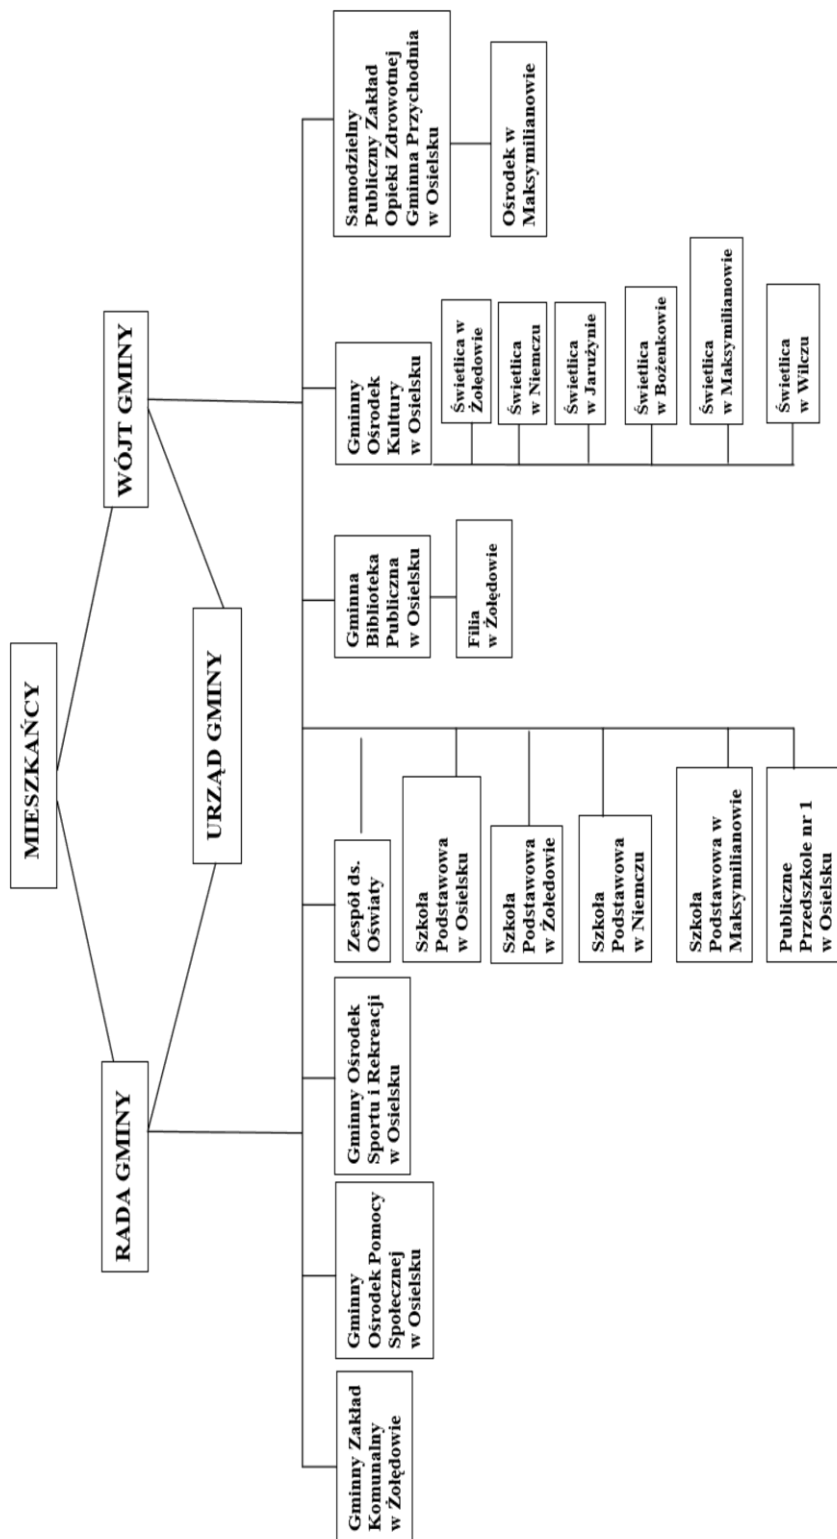 MIESZKAŃCY
RADA GMINY
WÓJT GMINY
URZĄD GMINY
Gminny Zakład
Komunalny
w Żołędowie
Gminny
Ośrodek Pomocy
Społecznej
w Osielsku
Gminny Ośrodek
Sportu i Rekreacji
w Osielsku
Zespół ds.
Oświaty
Szkoła
Podstawowa
w Osielsku
Szkoła
Podstawowa
w Żołedowie
Szkoła
Podstawowa
w Niemczu
Szkoła
Podstawowa w
Maksymilianowie
Publiczne
Przedszkole nr 1
w Osielsku
Gminna
Biblioteka
Publiczna
w Osielsku
Filia
w Żołędowie
Gminny
Ośrodek
Kultury
w Osielsku
Świetlica w
Żołedowie
Świetlica
w Niemczu
Świetlica
w Jarużynie
Świetlica
w Bożenkowie
Świetlica
w Maksymilianowie
Świetlica
w Wilczu
Samodzielny
Publiczny Zakład
Opieki Zdrowotnej
Gminna Przychodnia
w Osielsku
Ośrodek w
Maksymilianowie